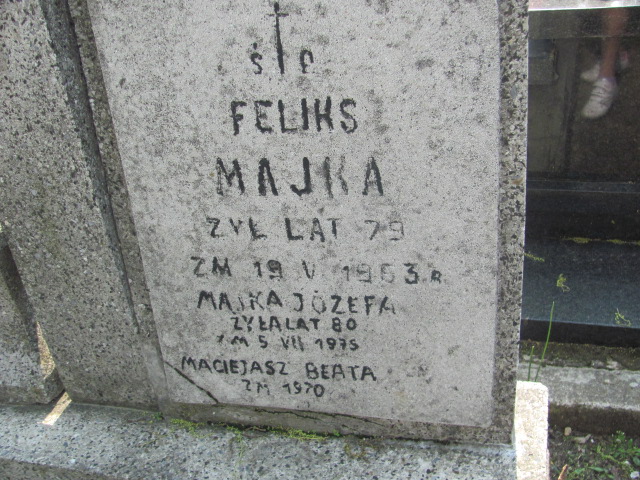 Ś P
FELIKS
MAJKA
ŻYŁ LAT 79
ZM 19 V 1963 R
MAJKA JÓZEFA
ŻYŁA LAT 80
ZM 5 VII 1975
MACIEJASZ BEATA
ZM 1970